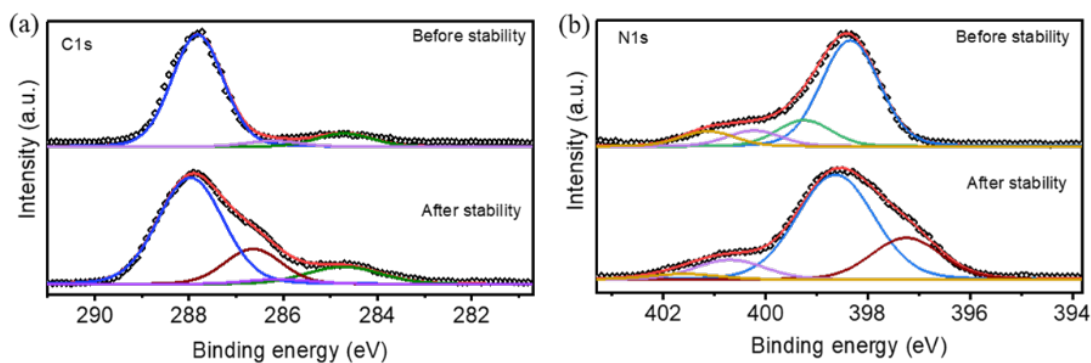 (a)
C1s
Before stability
After stability
Intensity (a.u.)
290 288 286 284 282
Binding energy (eV)
(b)
N1s
Before stability
After stability
Intensity (a.u.)
402 400 398 396 394
Binding energy (eV)